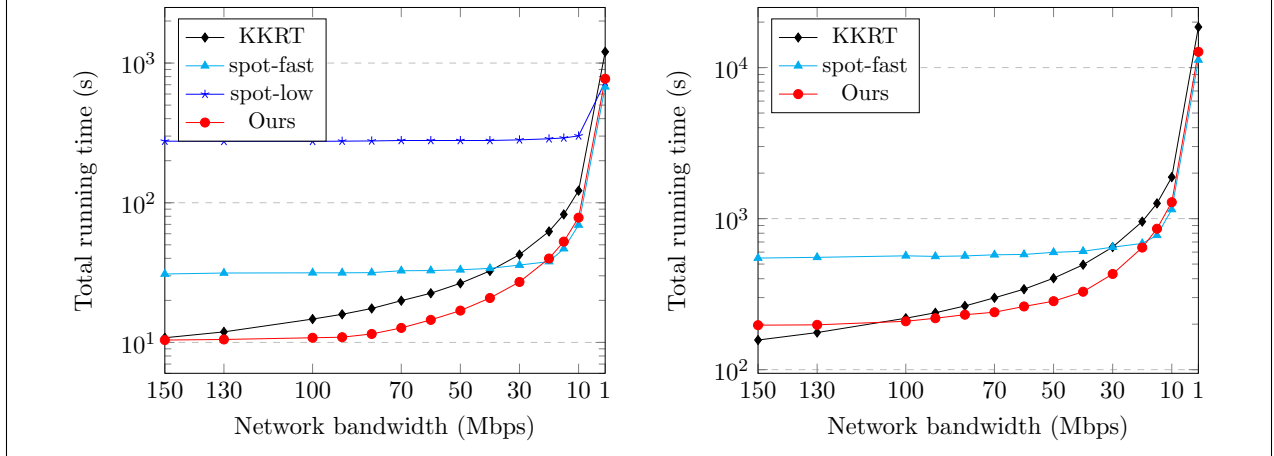 Total running time (s)
10^3
10^2
10^1
KKRT
spot-fast
spot-low
Ours
150 130 100 70 50 30 10 1
Network bandwidth (Mbps)
Total running time (s)
10^4
10^3
10^2
KKRT
spot-fast
Ours
150 130 100 70 50 30 10 1
Network bandwidth (Mbps)